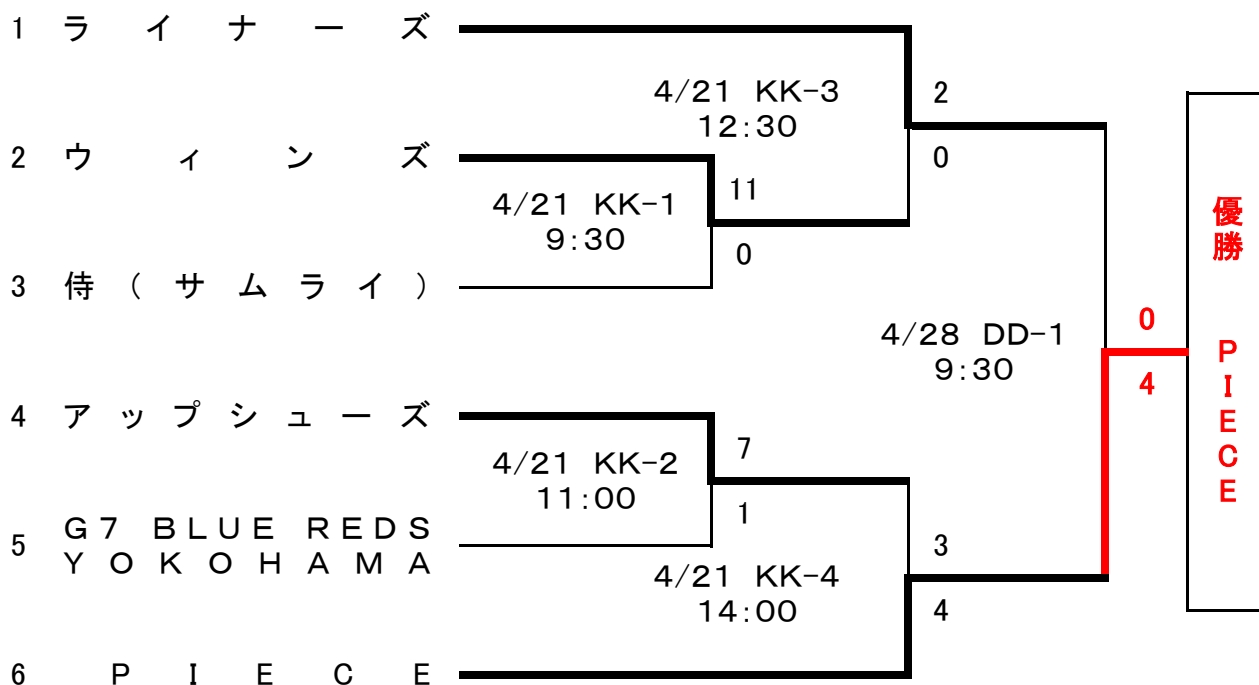 1 ライナーズ
4/21 KK-3
12:30
2
0
2 ウィンズ
4/21 KK-1
9:30
11
0
3 侍(サムライ)
4/28 DD-1
9:30
0
4
優勝 PIECE
4 アップシューズ
4/21 KK-2
11:00
7
1
5 G7 BLUE REDS
YOKOHAMA
4/21 KK-4
14:00
3
4
6 PIECE